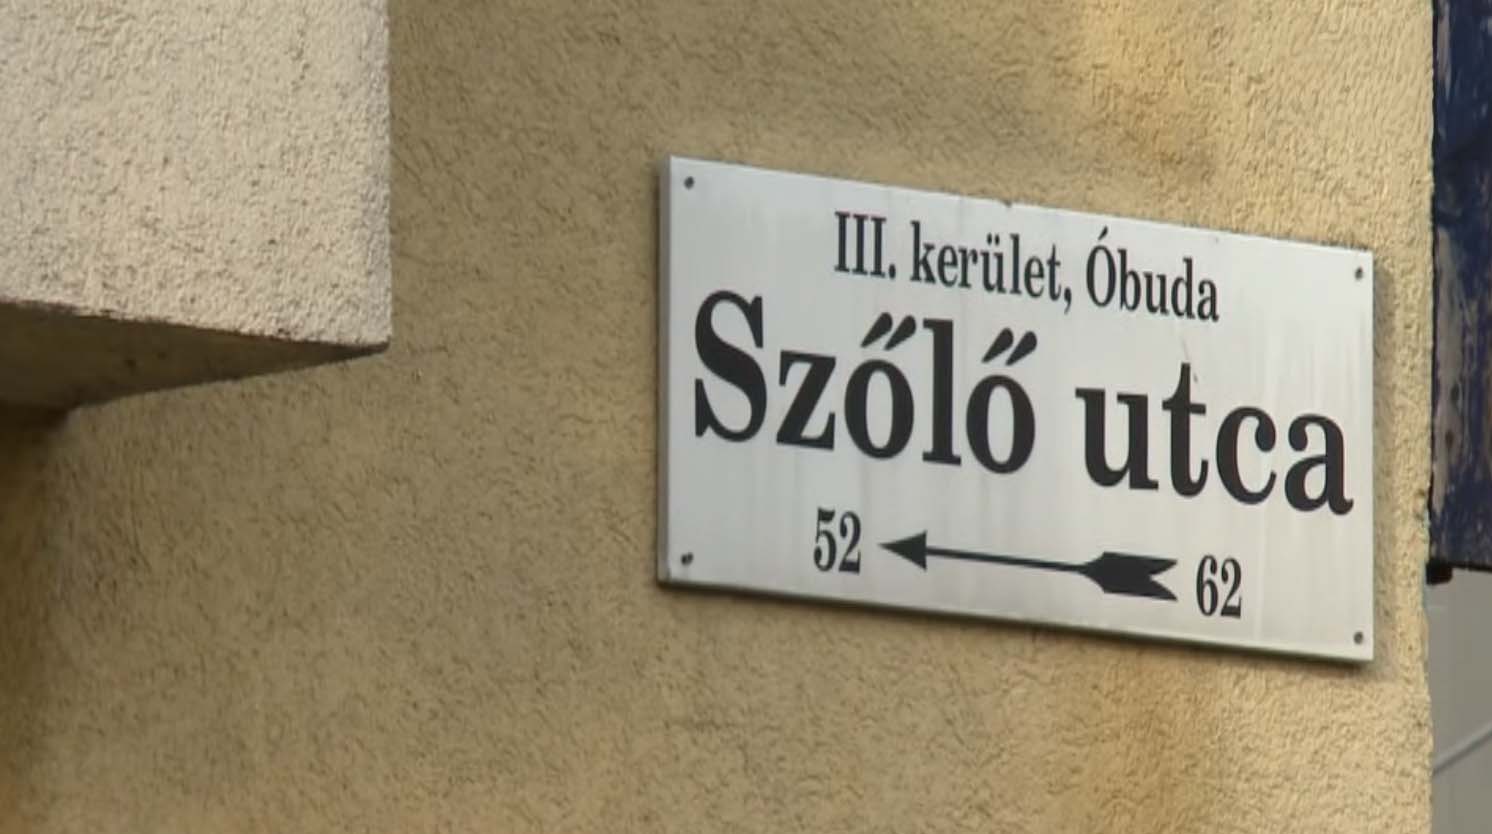 III. kerület, Óbuda
Szőlő utca
52 62